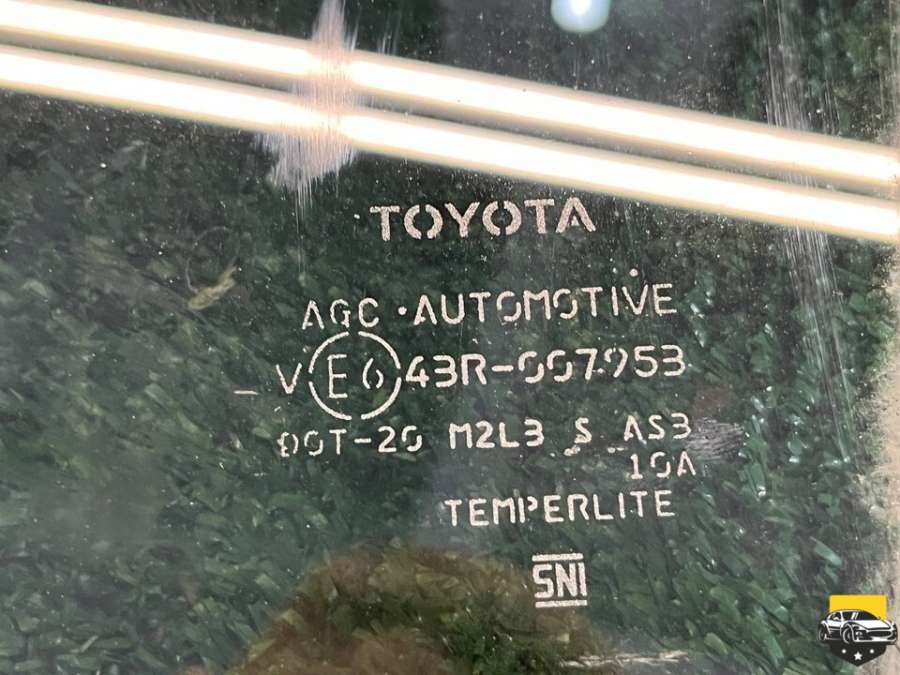 TOYOTA
AGC • AUTOMOTIVE
V E6 43R-007953
DOT-20 M2L3 S AS3
10A
TEMPERLITE
SNI